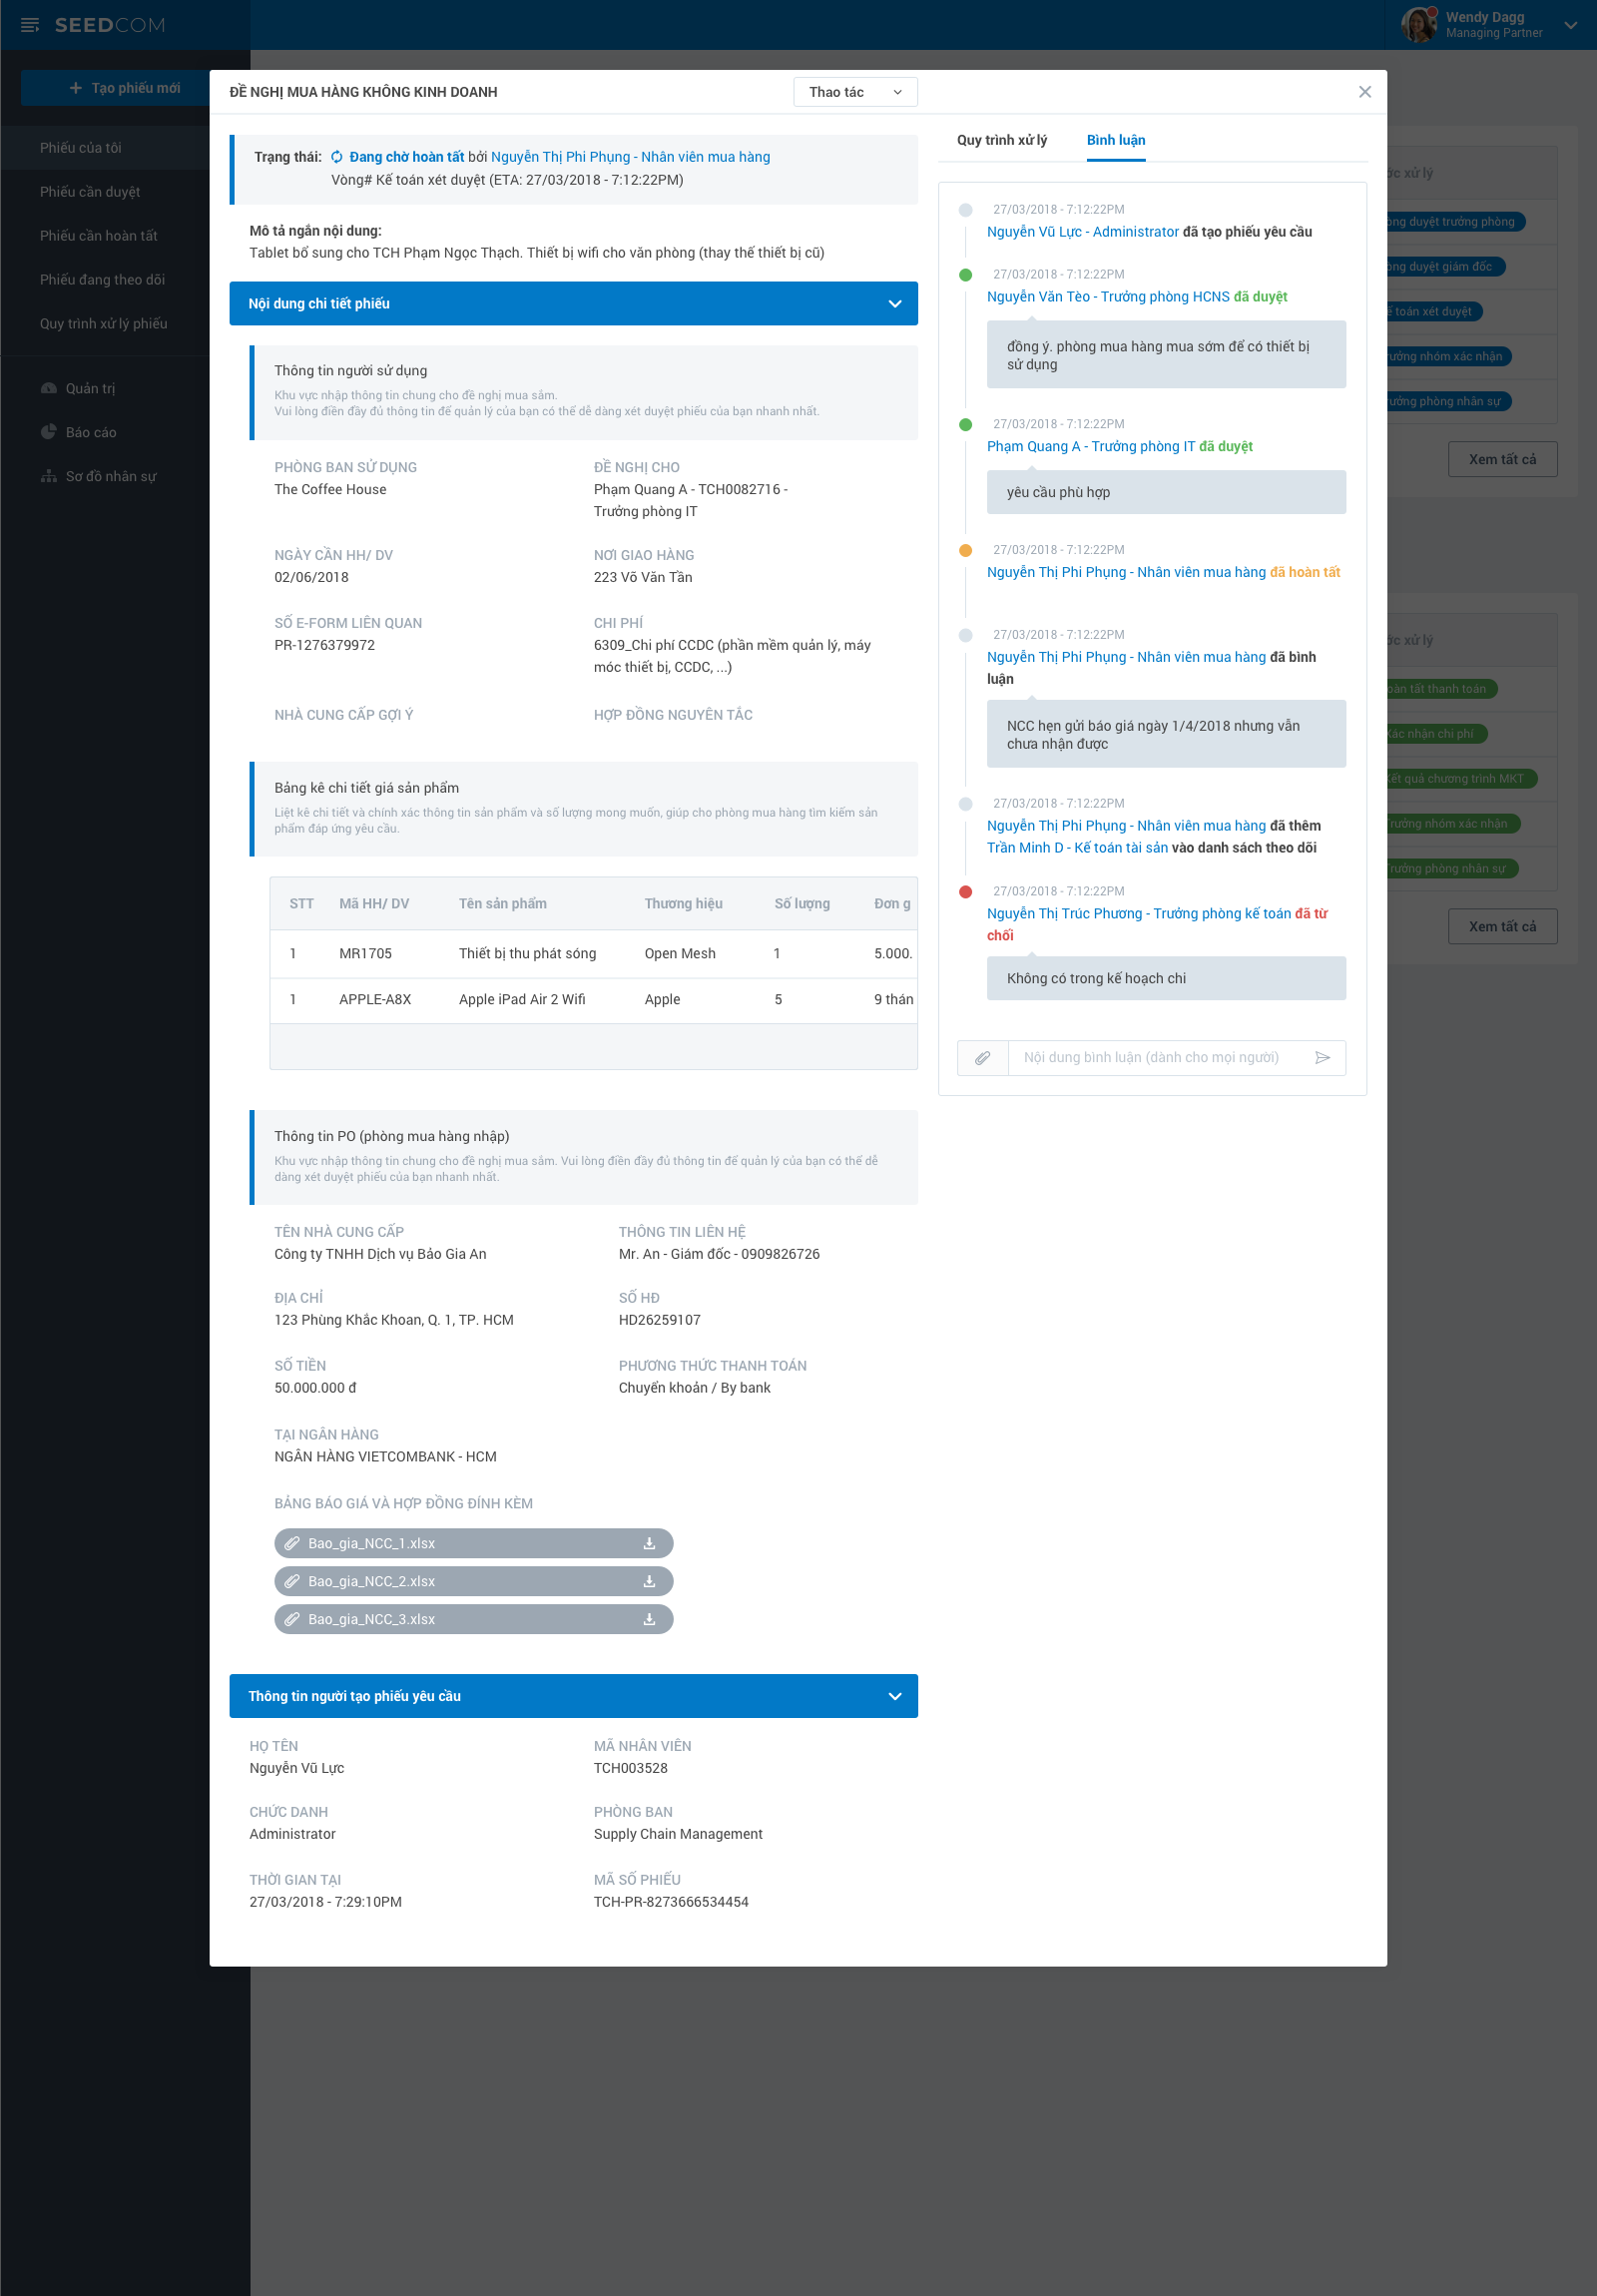 SEEDCOM
Wendy Dagg
Managing Partner
Tạo phiếu mới
Phiếu của tôi
Phiếu cần duyệt
Phiếu cần hoàn tất
Phiếu đang theo dõi
Quy trình xử lý phiếu
Quản trị
Báo cáo
Sơ đồ nhân sự
ĐỀ NGHỊ MUA HÀNG KHÔNG KINH DOANH
Thao tác
Trạng thái: Đang chờ hoàn tất bởi Nguyễn Thị Phi Phụng - Nhân viên mua hàng
Vòng# Kế toán xét duyệt (ETA: 27/03/2018 - 7:12:22PM)
Mô tả ngắn nội dung:
Tablet bổ sung cho TCH Phạm Ngọc Thạch. Thiết bị wifi cho văn phòng (thay thế thiết bị cũ)
Nội dung chi tiết phiếu
Thông tin người sử dụng
Khu vực nhập thông tin chung cho đề nghị mua sắm.
Vui lòng điền đầy đủ thông tin để quản lý của bạn có thể dễ dàng xét duyệt phiếu của bạn nhanh nhất.
PHÒNG BAN SỬ DỤNG
The Coffee House
ĐỀ NGHỊ CHO
Phạm Quang A - TCH0082716 -
Trưởng phòng IT
NGÀY CẦN HH/ DV
02/06/2018
NƠI GIAO HÀNG
223 Võ Văn Tần
SỐ E-FORM LIÊN QUAN
PR-1276379972
CHI PHÍ
6309_Chi phí CCDC (phần mềm quản lý, máy
móc thiết bị, CCDC, ...)
NHÀ CUNG CẤP GỢI Ý
HỢP ĐỒNG NGUYÊN TẮC
Bảng kê chi tiết giá sản phẩm
Liệt kê chi tiết và chính xác thông tin sản phẩm và số lượng mong muốn, giúp cho phòng mua hàng tìm kiếm sản
phẩm đáp ứng yêu cầu.
STT Mã HH/ DV Tên sản phẩm Thương hiệu Số lượng Đơn g
1 MR1705 Thiết bị thu phát sóng Open Mesh 1 5.000.
1 APPLE-A8X Apple iPad Air 2 Wifi Apple 5 9 thán
Thông tin PO (phòng mua hàng nhập)
Khu vực nhập thông tin chung cho đề nghị mua sắm. Vui lòng điền đầy đủ thông tin để quản lý của bạn có thể dễ
dàng xét duyệt phiếu của bạn nhanh nhất.
TÊN NHÀ CUNG CẤP
Công ty TNHH Dịch vụ Bảo Gia An
THÔNG TIN LIÊN HỆ
Mr. An - Giám đốc - 0909826726
ĐỊA CHỈ
123 Phùng Khắc Khoan, Q. 1, TP. HCM
SỐ HĐ
HD26259107
SỐ TIỀN
50.000.000 đ
PHƯƠNG THỨC THANH TOÁN
Chuyển khoản / By bank
TẠI NGÂN HÀNG
NGÂN HÀNG VIETCOMBANK - HCM
BẢNG BÁO GIÁ VÀ HỢP ĐỒNG ĐÍNH KÈM
Bao_gia_NCC_1.xlsx
Bao_gia_NCC_2.xlsx
Bao_gia_NCC_3.xlsx
Thông tin người tạo phiếu yêu cầu
HỌ TÊN
Nguyễn Vũ Lực
MÃ NHÂN VIÊN
TCH003528
CHỨC DANH
Administrator
PHÒNG BAN
Supply Chain Management
THỜI GIAN TẠI
27/03/2018 - 7:29:10PM
MÃ SỐ PHIẾU
TCH-PR-8273666534454
Quy trình xử lý
Bình luận
27/03/2018 - 7:12:22PM
Nguyễn Vũ Lực - Administrator đã tạo phiếu yêu cầu
27/03/2018 - 7:12:22PM
Nguyễn Văn Tèo - Trưởng phòng HCNS đã duyệt
đồng ý. phòng mua hàng mua sớm để có thiết bị
sử dụng
27/03/2018 - 7:12:22PM
Phạm Quang A - Trưởng phòng IT đã duyệt
yêu cầu phù hợp
27/03/2018 - 7:12:22PM
Nguyễn Thị Phi Phụng - Nhân viên mua hàng đã hoàn tất
27/03/2018 - 7:12:22PM
Nguyễn Thị Phi Phụng - Nhân viên mua hàng đã bình
luận
NCC hẹn gửi báo giá ngày 1/4/2018 nhưng vẫn
chưa nhận được
27/03/2018 - 7:12:22PM
Nguyễn Thị Phi Phụng - Nhân viên mua hàng đã thêm
Trần Minh D - Kế toán tài sản vào danh sách theo dõi
27/03/2018 - 7:12:22PM
Nguyễn Thị Trúc Phương - Trưởng phòng kế toán đã từ
chối
Không có trong kế hoạch chi
Nội dung bình luận (dành cho mọi người)
xử lý
duyệt trưởng phòng
duyệt giám đốc
toán xét duyệt
nhóm xác nhận
phòng nhân sự
Xem tất cả
xử lý
tất thanh toán
Xác nhận chi phí
Kết quả chương trình MKT
Trưởng nhóm xác nhận
Trưởng phòng nhân sự
Xem tất cả